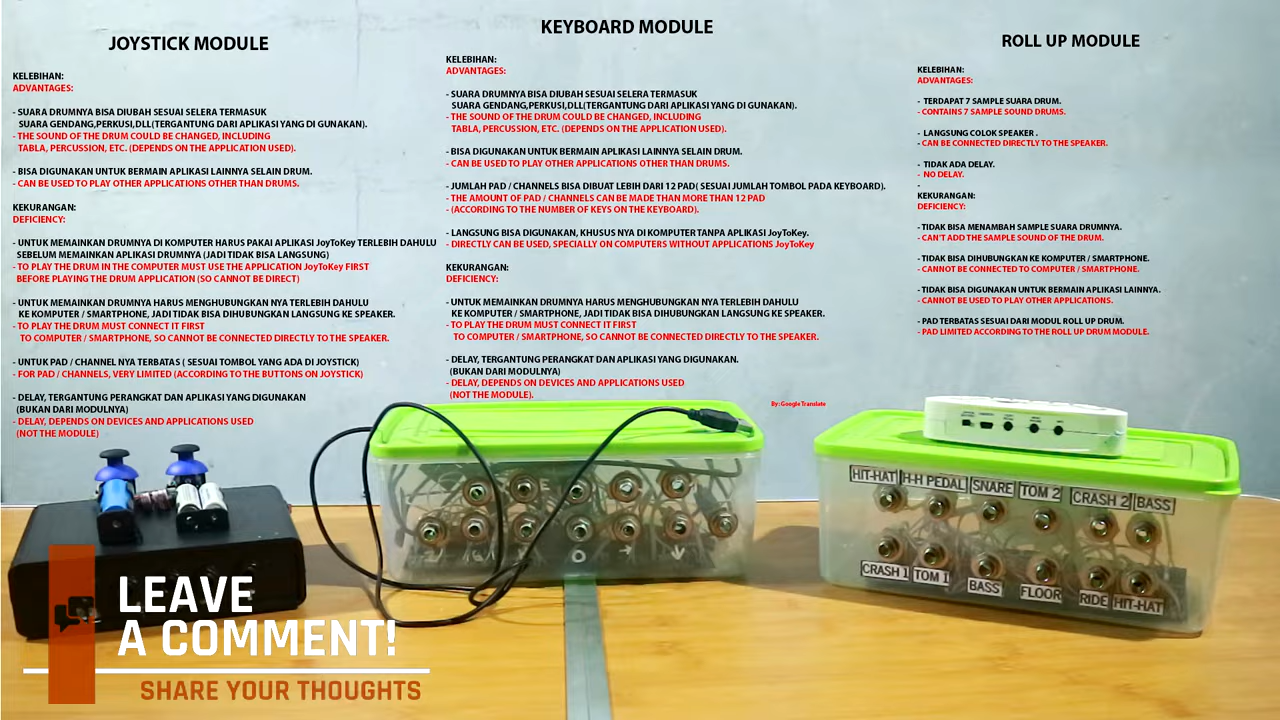 JOYSTICK MODULE
KELEBIHAN:
ADVANTAGES:
- SUARA DRUMNYA BISA DIUBAH SESUAI SELERA TERMASUK
SUARA GENDANG,PERKUSI,DLL(TERGANTUNG DARI APLIKASI YANG DI GUNAKAN).
- THE SOUND OF THE DRUM COULD BE CHANGED, INCLUDING
TABLA, PERCUSSION, ETC. (DEPENDS ON THE APPLICATION USED).
- BISA DIGUNAKAN UNTUK BERMAIN APLIKASI LAINNYA SELAIN DRUM.
- CAN BE USED TO PLAY OTHER APPLICATIONS OTHER THAN DRUMS.
KEKURANGAN:
DEFICIENCY:
- UNTUK MEMAINKAN DRUMNYA DI KOMPUTER HARUS PAKAI APLIKASI JoyToKey TERLEBIH DAHULU
SEBELUM MEMAINKAN APLIKASI DRUMNYA (JADI TIDAK BISA LANGSUNG)
- TO PLAY THE DRUM IN THE COMPUTER MUST USE THE APPLICATION JoyToKey FIRST
BEFORE PLAYING THE DRUM APPLICATION (SO CANNOT BE DIRECT)
- UNTUK MEMAINKAN DRUMNYA HARUS MENGHUBUNGKAN NYA TERLEBIH DAHULU
KE KOMPUTER / SMARTPHONE, JADI TIDAK BISA DIHUBUNGKAN LANGSUNG KE SPEAKER.
- TO PLAY THE DRUM MUST CONNECT IT FIRST
TO COMPUTER / SMARTPHONE, SO CANNOT BE CONNECTED DIRECTLY TO THE SPEAKER.
- UNTUK PAD / CHANNEL NYA TERBATAS ( SESUAI TOMBOL YANG ADA DI JOYSTICK)
- FOR PAD / CHANNELS, VERY LIMITED (ACCORDING TO THE BUTTONS ON JOYSTICK)
- DELAY, TERGANTUNG PERANGKAT DAN APLIKASI YANG DIGUNAKAN
(BUKAN DARI MODULNYA)
- DELAY, DEPENDS ON DEVICES AND APPLICATIONS USED
(NOT THE MODULE)
KEYBOARD MODULE
KELEBIHAN:
ADVANTAGES:
- SUARA DRUMNYA BISA DIUBAH SESUAI SELERA TERMASUK
SUARA GENDANG,PERKUSI,DLL(TERGANTUNG DARI APLIKASI YANG DI GUNAKAN).
- THE SOUND OF THE DRUM COULD BE CHANGED, INCLUDING
TABLA, PERCUSSION, ETC. (DEPENDS ON THE APPLICATION USED).
- BISA DIGUNAKAN UNTUK BERMAIN APLIKASI LAINNYA SELAIN DRUM.
- CAN BE USED TO PLAY OTHER APPLICATIONS OTHER THAN DRUMS.
- JUMLAH PAD / CHANNELS BISA DIBUAT LEBIH DARI 12 PAD( SESUAI JUMLAH TOMBOL PADA KEYBOARD).
- THE AMOUNT OF PAD / CHANNELS CAN BE MADE THAN MORE THAN 12 PAD
- (ACCORDING TO THE NUMBER OF KEYS ON THE KEYBOARD).
- LANGSUNG BISA DIGUNAKAN, KHUSUS NYA DI KOMPUTER TANPA APLIKASI JoyToKey.
- DIRECTLY CAN BE USED, SPECIALLY ON COMPUTERS WITHOUT APPLICATIONS JoyToKey
KEKURANGAN:
DEFICIENCY:
- UNTUK MEMAINKAN DRUMNYA HARUS MENGHUBUNGKAN NYA TERLEBIH DAHULU
KE KOMPUTER / SMARTPHONE, JADI TIDAK BISA DIHUBUNGKAN LANGSUNG KE SPEAKER.
- TO PLAY THE DRUM MUST CONNECT IT FIRST
TO COMPUTER / SMARTPHONE, SO CANNOT BE CONNECTED DIRECTLY TO THE SPEAKER.
- DELAY, TERGANTUNG PERANGKAT DAN APLIKASI YANG DIGUNAKAN.
(BUKAN DARI MODULNYA)
- DELAY, DEPENDS ON DEVICES AND APPLICATIONS USED
(NOT THE MODULE).
By: Google Translate
ROLL UP MODULE
KELEBIHAN:
ADVANTAGES:
- TERDAPAT 7 SAMPLE SUARA DRUM.
- CONTAINS 7 SAMPLE SOUND DRUMS.
- LANGSUNG COLOK SPEAKER .
- CAN BE CONNECTED DIRECTLY TO THE SPEAKER.
- TIDAK ADA DELAY.
- NO DELAY.
-
KEKURANGAN:
DEFICIENCY:
- TIDAK BISA MENAMBAH SAMPLE SUARA DRUMNYA.
- CAN'T ADD THE SAMPLE SOUND OF THE DRUM.
- TIDAK BISA DIHUBUNGKAN KE KOMPUTER / SMARTPHONE.
- CANNOT BE CONNECTED TO COMPUTER / SMARTPHONE.
- TIDAK BISA DIGUNAKAN UNTUK BERMAIN APLIKASI LAINNYA.
- CANNOT BE USED TO PLAY OTHER APPLICATIONS.
- PAD TERBATAS SESUAI DARI MODUL ROLL UP DRUM.
- PAD LIMITED ACCORDING TO THE ROLL UP DRUM MODULE.
HIT-HAT H-H PEDAL SNARE TOM 2 CRASH 2 BASS
CRASH 1 TOM 1 BASS FLOOR RIDE HIT-HAT
LEAVE
A COMMENT!
SHARE YOUR THOUGHTS